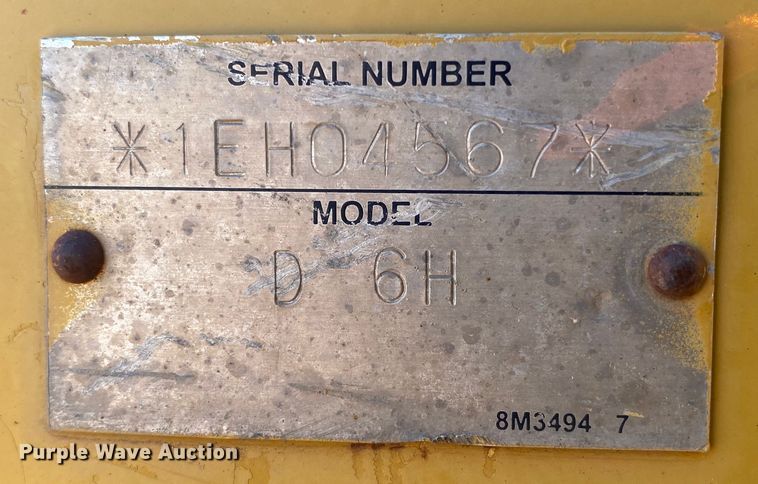 SERIAL NUMBER
*1EH04567*
MODEL
D 6H
8M3494 7
Purple Wave Auction